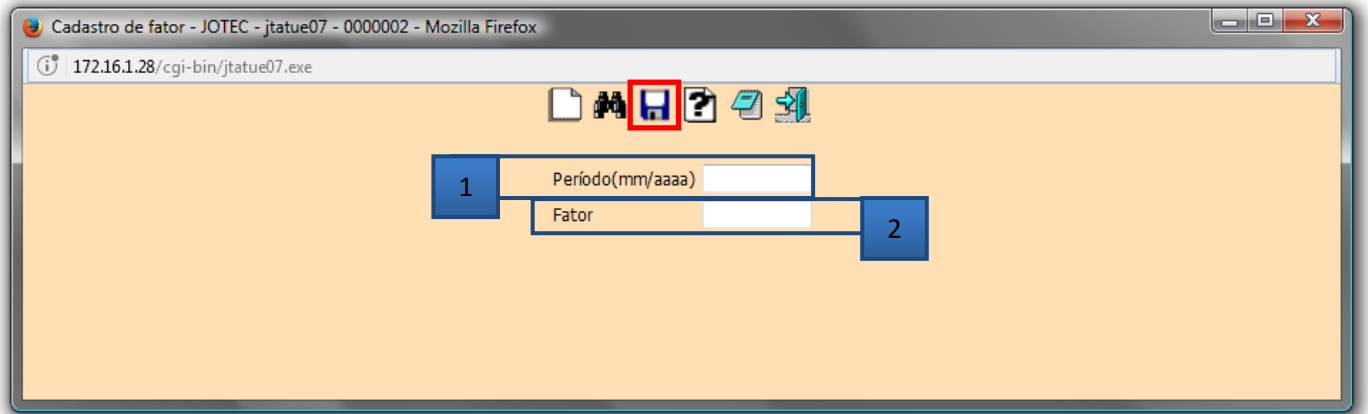 Cadastro de fator - JOTEC - jtatue07 - 0000002 - Mozilla Firefox
172.16.1.28/cgi-bin/jtatue07.exe
1
Período(mm/aaaa)
Fator
2